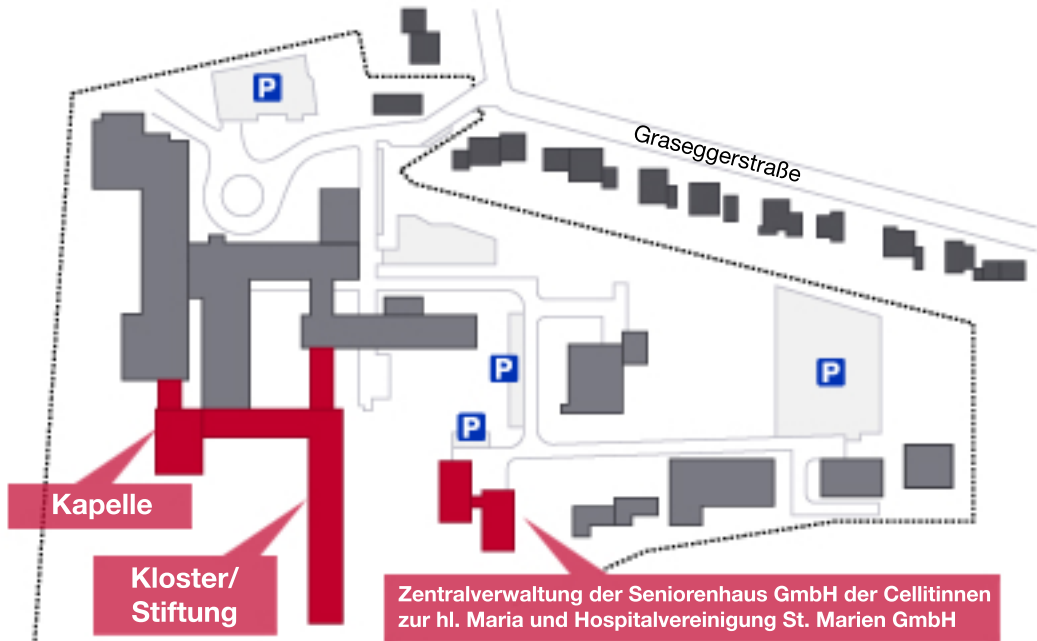 P
Graseggerstraße
P
P
P
Kapelle
Kloster/
Stiftung
Zentralverwaltung der Seniorenhaus GmbH der Cellitinnen
zur hl. Maria und Hospitalvereinigung St. Marien GmbH